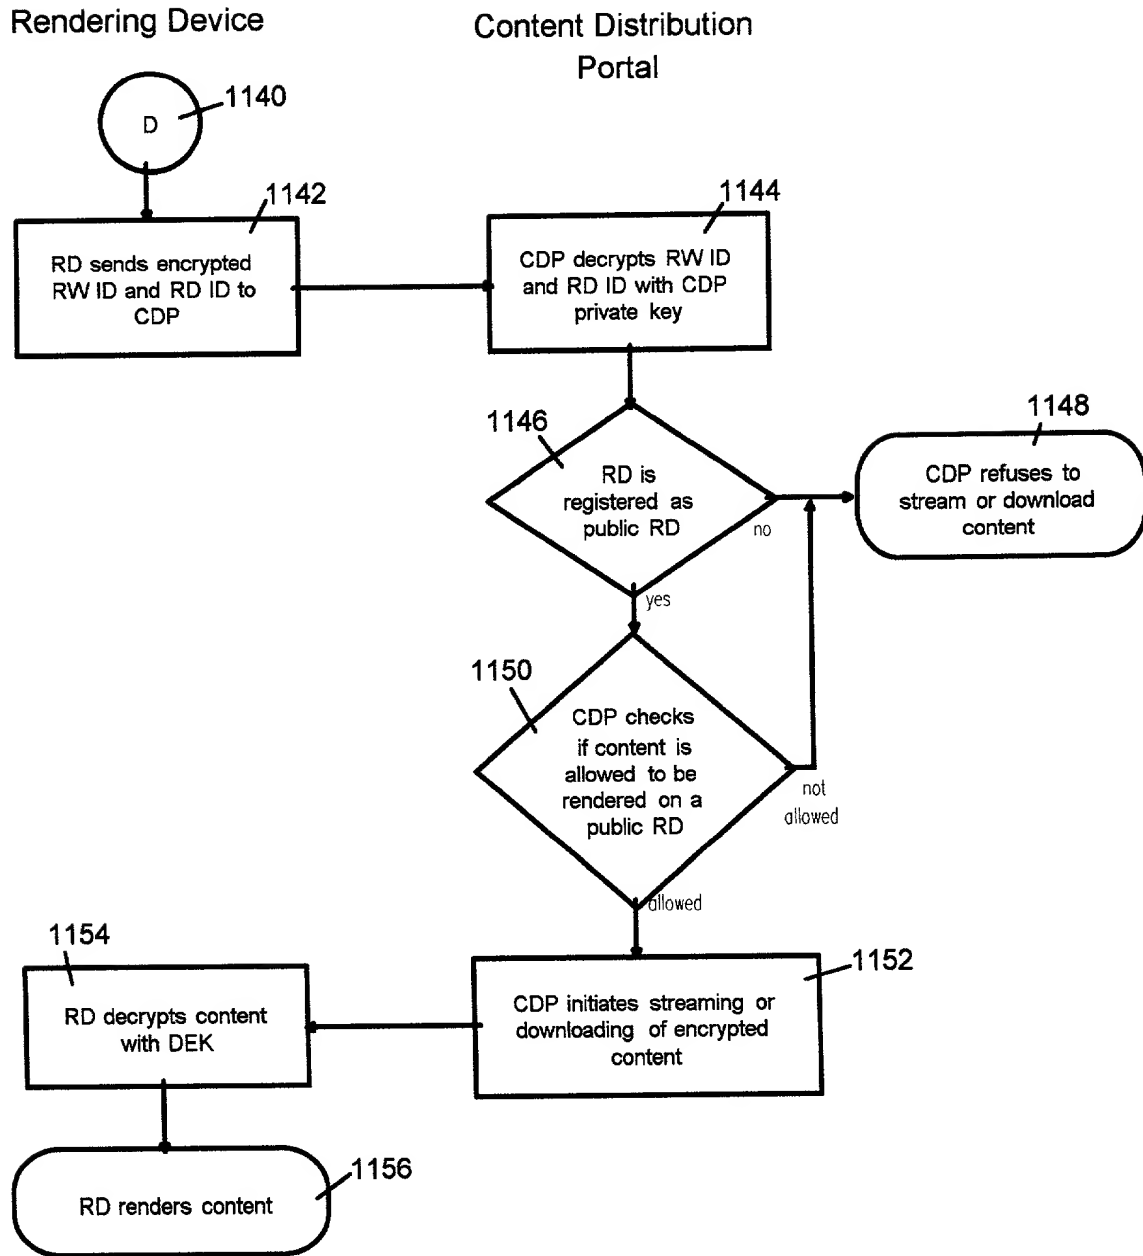 Rendering Device
Content Distribution
Portal
1140
D
1142
RD sends encrypted
RW ID and RD ID to
CDP
1144
CDP decrypts RW ID
and RD ID with CDP
private key
1146
RD is
registered as
public RD
no
yes
1148
CDP refuses to
stream or download
content
1150
CDP checks
if content is
allowed to be
rendered on a
public RD
not
allowed
allowed
1152
CDP initiates streaming or
downloading of encrypted
content
1154
RD decrypts content
with DEK
1156
RD renders content